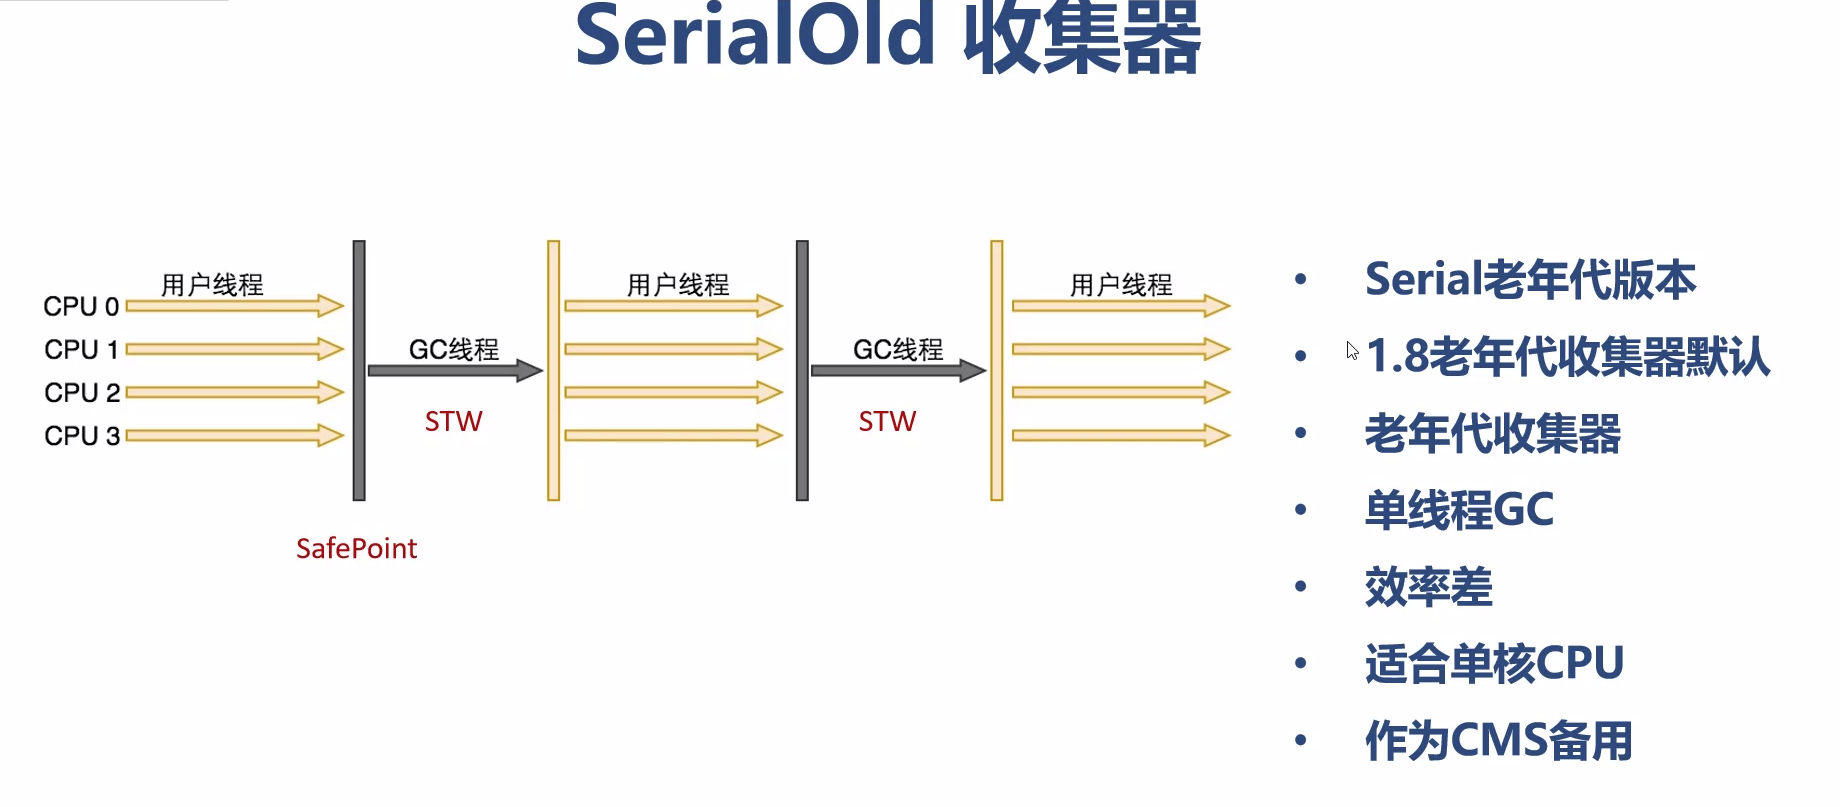 SerialOld 收集器
用户线程
用户线程
用户线程
CPU 0
CPU 1
GC线程
GC线程
CPU 2
STW
STW
CPU 3
SafePoint
• Serial老年代版本
• 1.8老年代收集器默认
• 老年代收集器
• 单线程GC
• 效率差
• 适合单核CPU
• 作为CMS备用